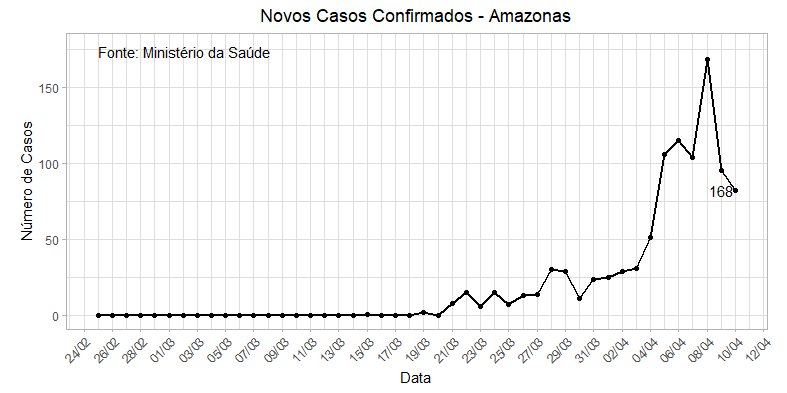 Novos Casos Confirmados - Amazonas
Fonte: Ministério da Saúde
Número de Casos
150
100
50
0
168
24/02 26/02 28/02 01/03 03/03 05/03 07/03 09/03 11/03 13/03 15/03 17/03 19/03 21/03 23/03 25/03 27/03 29/03 31/03 02/04 04/04 06/04 08/04 10/04 12/04
Data